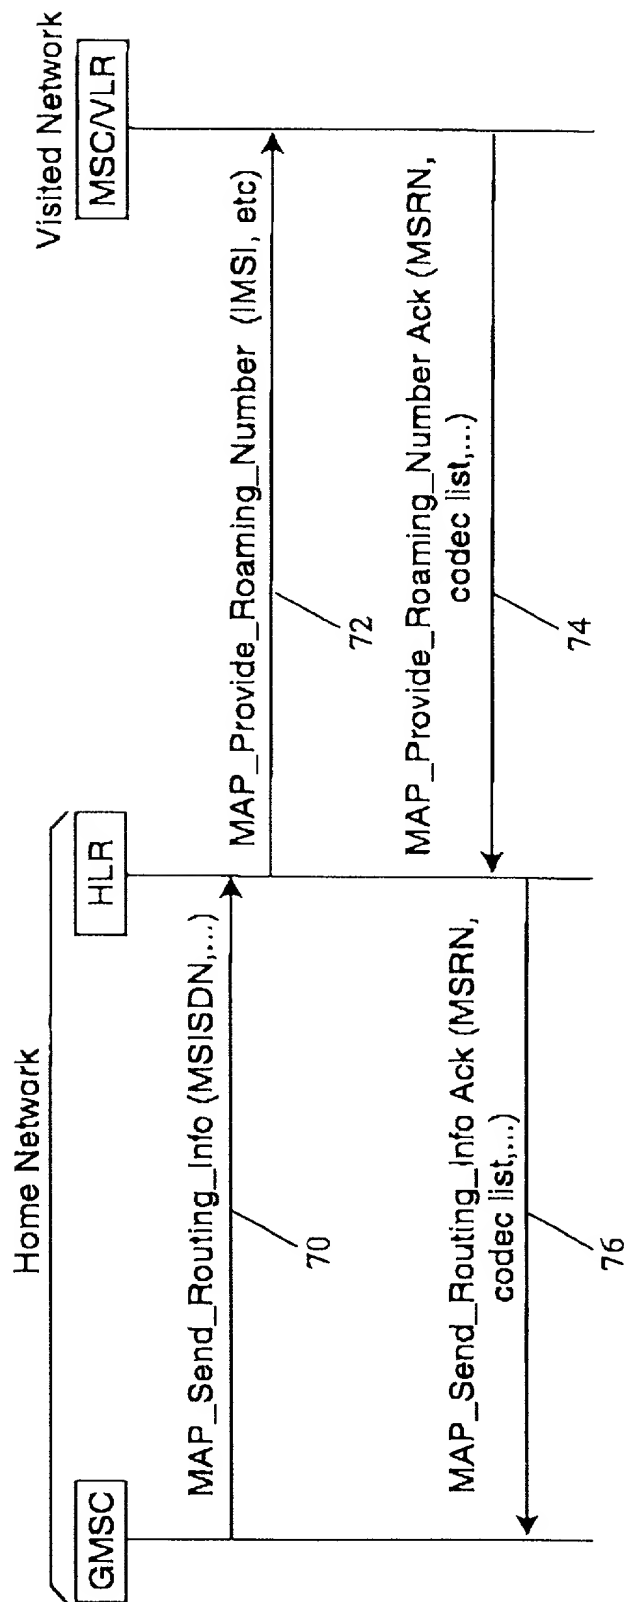 Home Network
Visited Network
GMSC
HLR
MSC/VLR
MAP_Send_Routing_Info (MSISDN,...)
70
MAP_Provide_Roaming_Number (IMSI, etc)
72
MAP_Provide_Roaming_Number Ack (MSRN,
codec list,...)
74
MAP_Send_Routing_Info Ack (MSRN,
codec list,...)
76